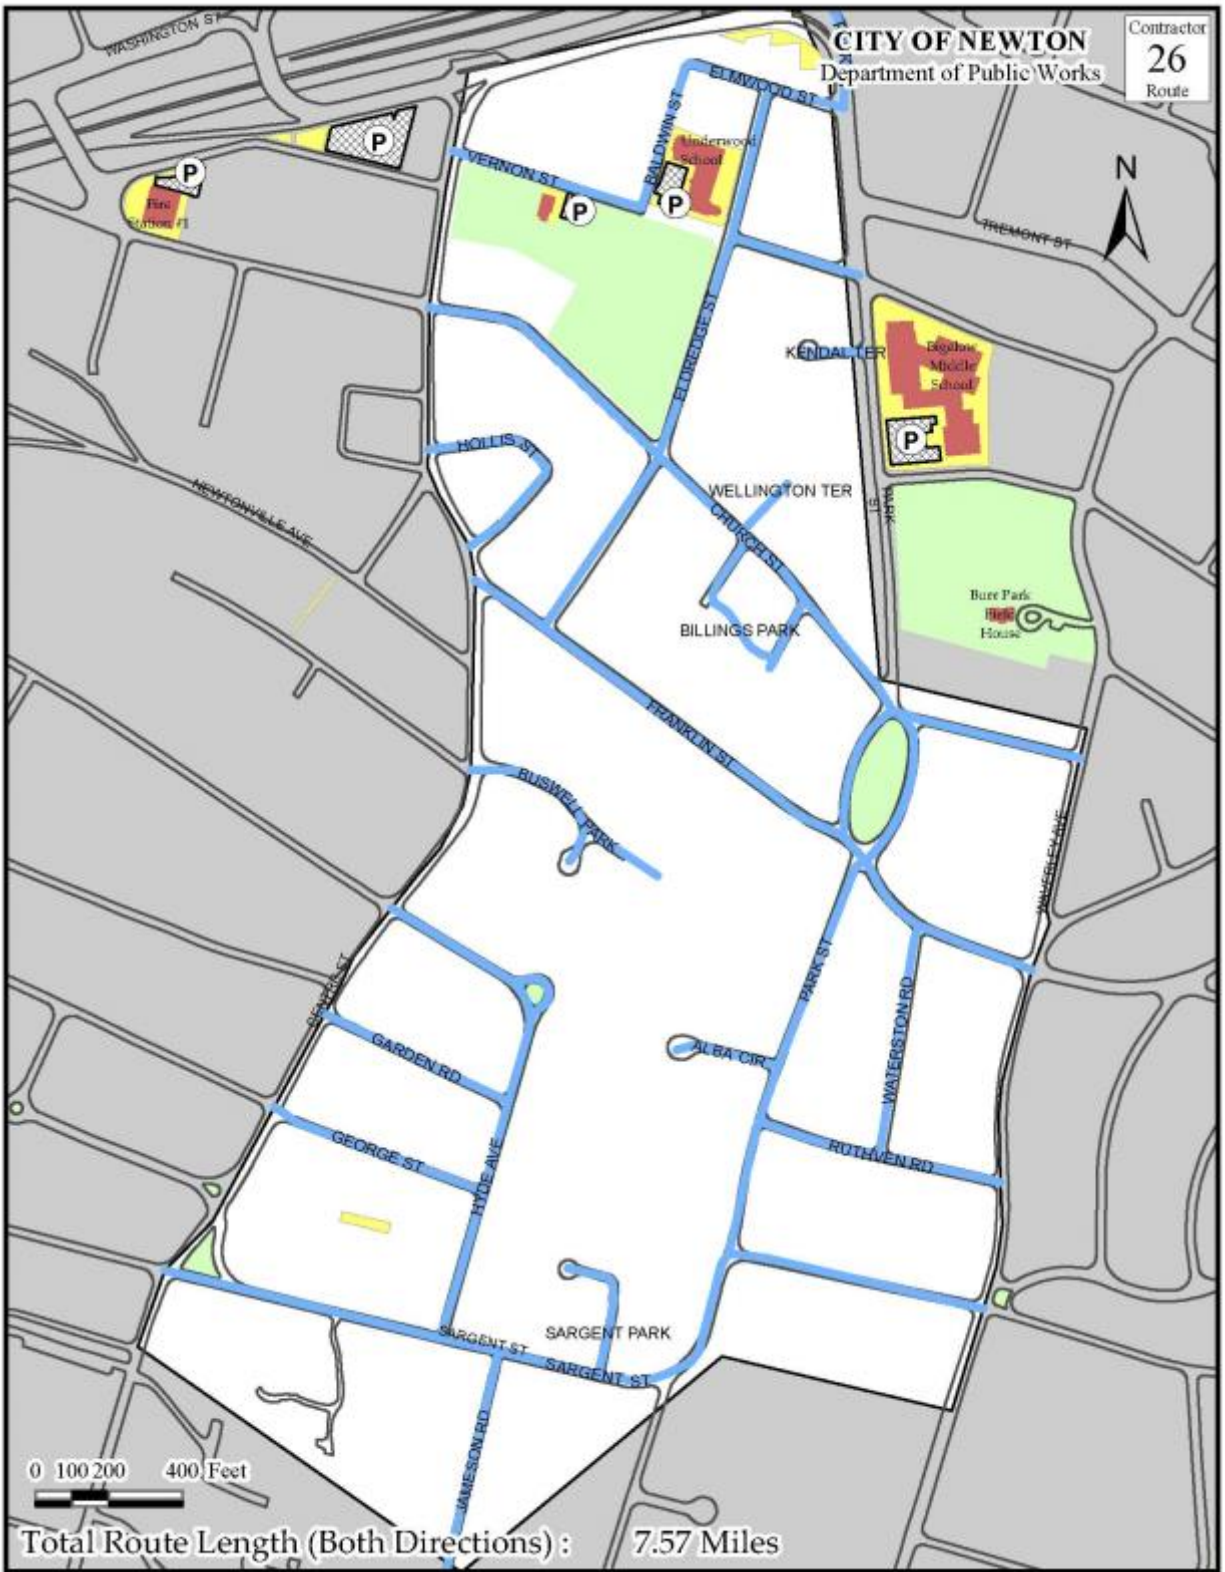 WASHINGTON ST
CITY OF NEWTON
Department of Public Works
Contractor
26
Route
ELMWOOD ST
BALDWIN ST
P
Underwood
School
VERNON ST
P
Fire
Station #1
P
P
N
TREMONT ST
ELDREDGE ST
KENDAL TER
Bigelow
Middle
School
P
HOLLIS ST
NEWTONVILLE AVE
WELLINGTON TER
PARK
ST
CHURCH ST
Burr Park
Field
House
BILLINGS PARK
FRANKLIN ST
BUSWELL PARK
WAVERLEY AVE
CENTRE ST
PARK ST
WATERSTON RD
GARDEN RD
ALBA CIR
GEORGE ST
HYDE AVE
RUTHVEN RD
SARGENT ST
SARGENT PARK
SARGENT ST
JAMESON RD
0 100 200 400 Feet
Total Route Length (Both Directions) : 7.57 Miles